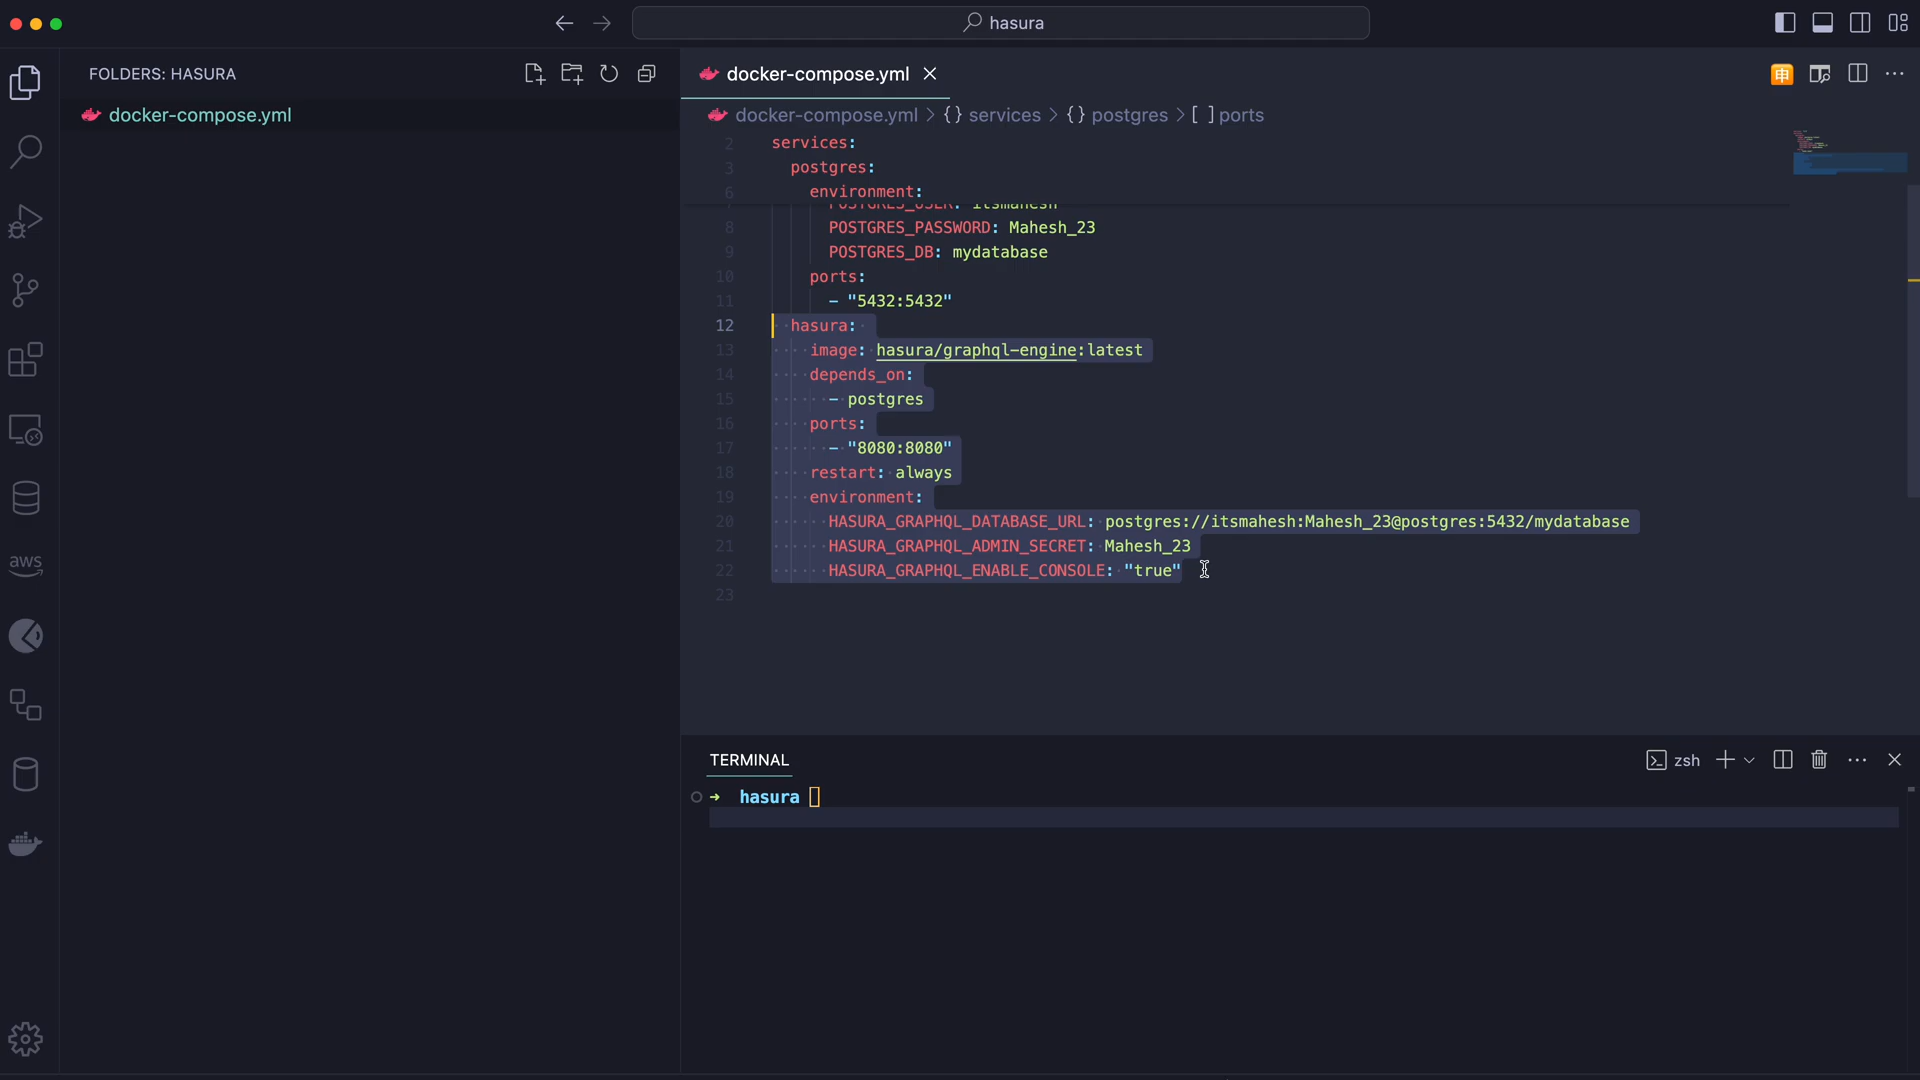 hasura
FOLDERS: HASURA
docker-compose.yml
aws
docker-compose.yml
docker-compose.yml > {} services > {} postgres > [ ] ports
2 services:
3 postgres:
6 environment:
POSTGRES_USER: itsmahesh
8 POSTGRES_PASSWORD: Mahesh_23
9 POSTGRES_DB: mydatabase
10 ports:
11 - "5432:5432"
12 hasura:
13 image: hasura/graphql-engine:latest
14 depends_on:
15 - postgres
16 ports:
17 - "8080:8080"
18 restart: always
19 environment:
20 HASURA_GRAPHQL_DATABASE_URL: postgres://itsmahesh:Mahesh_23@postgres:5432/mydatabase
21 HASURA_GRAPHQL_ADMIN_SECRET: Mahesh_23
22 HASURA_GRAPHQL_ENABLE_CONSOLE: "true"
23
TERMINAL
zsh
→ hasura